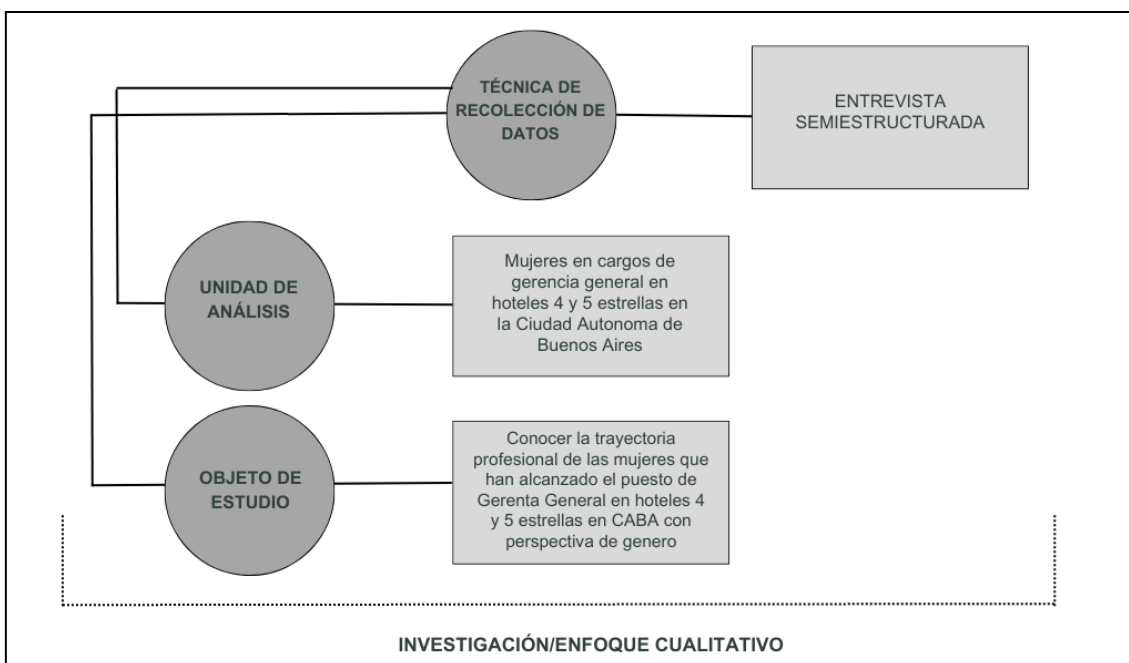 TÉCNICA DE
RECOLECCIÓN DE
DATOS
ENTREVISTA
SEMIESTRUCTURADA
UNIDAD DE
ANÁLISIS
Mujeres en cargos de
gerencia general en
hoteles 4 y 5 estrellas en
la Ciudad Autonoma de
Buenos Aires
OBJETO DE
ESTUDIO
Conocer la trayectoria
profesional de las mujeres que
han alcanzado el puesto de
Gerenta General en hoteles 4
y 5 estrellas en CABA con
perspectiva de genero
INVESTIGACIÓN/ENFOQUE CUALITATIVO